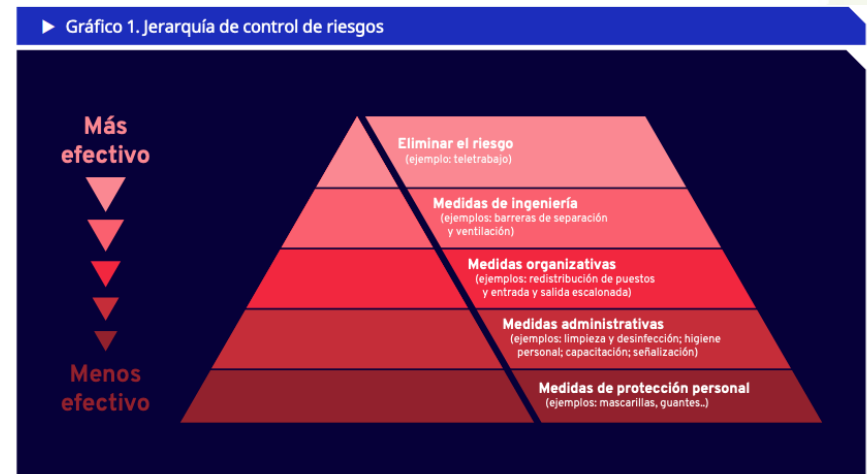 Gráfico 1. Jerarquía de control de riesgos
Más
efectivo
Eliminar el riesgo
(ejemplo: teletrabajo)
Medidas de ingeniería
(ejemplos: barreras de separación
y ventilación)
Medidas organizativas
(ejemplos: redistribución de puestos
y entrada y salida escalonada)
Medidas administrativas
(ejemplos: limpieza y desinfección; higiene
personal; capacitación; señalización)
Menos
efectivo
Medidas de protección personal
(ejemplos: mascarillas, guantes..)